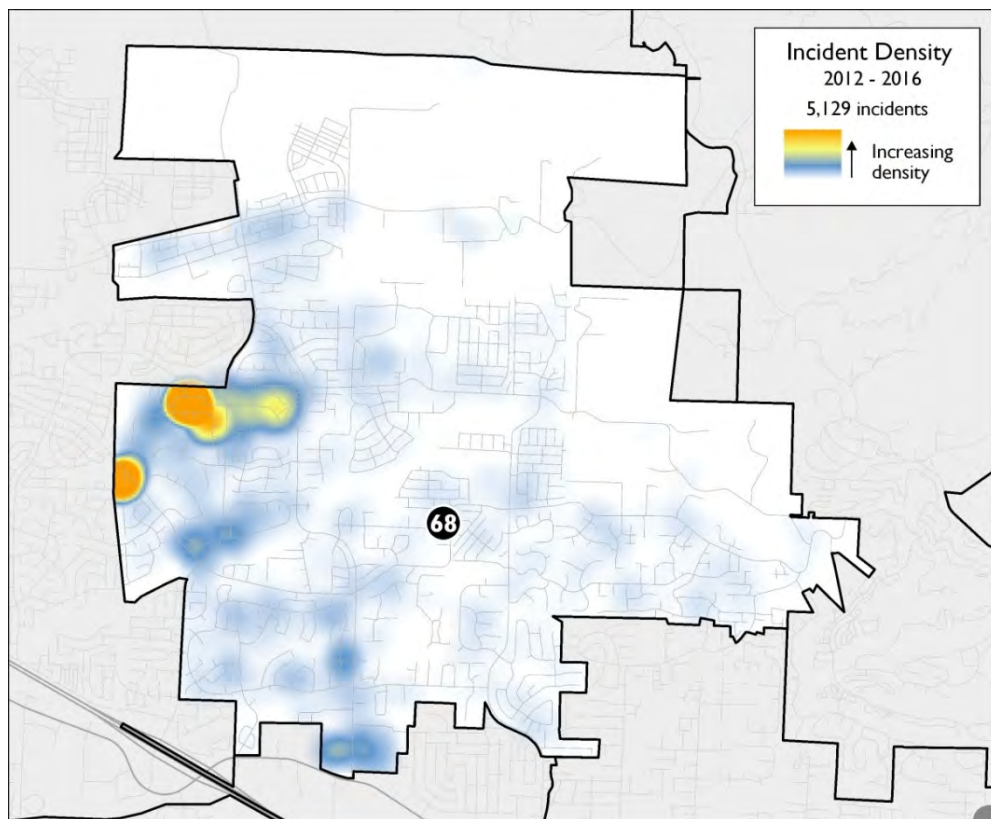 Incident Density
2012 - 2016
5,129 incidents
Increasing
density
68